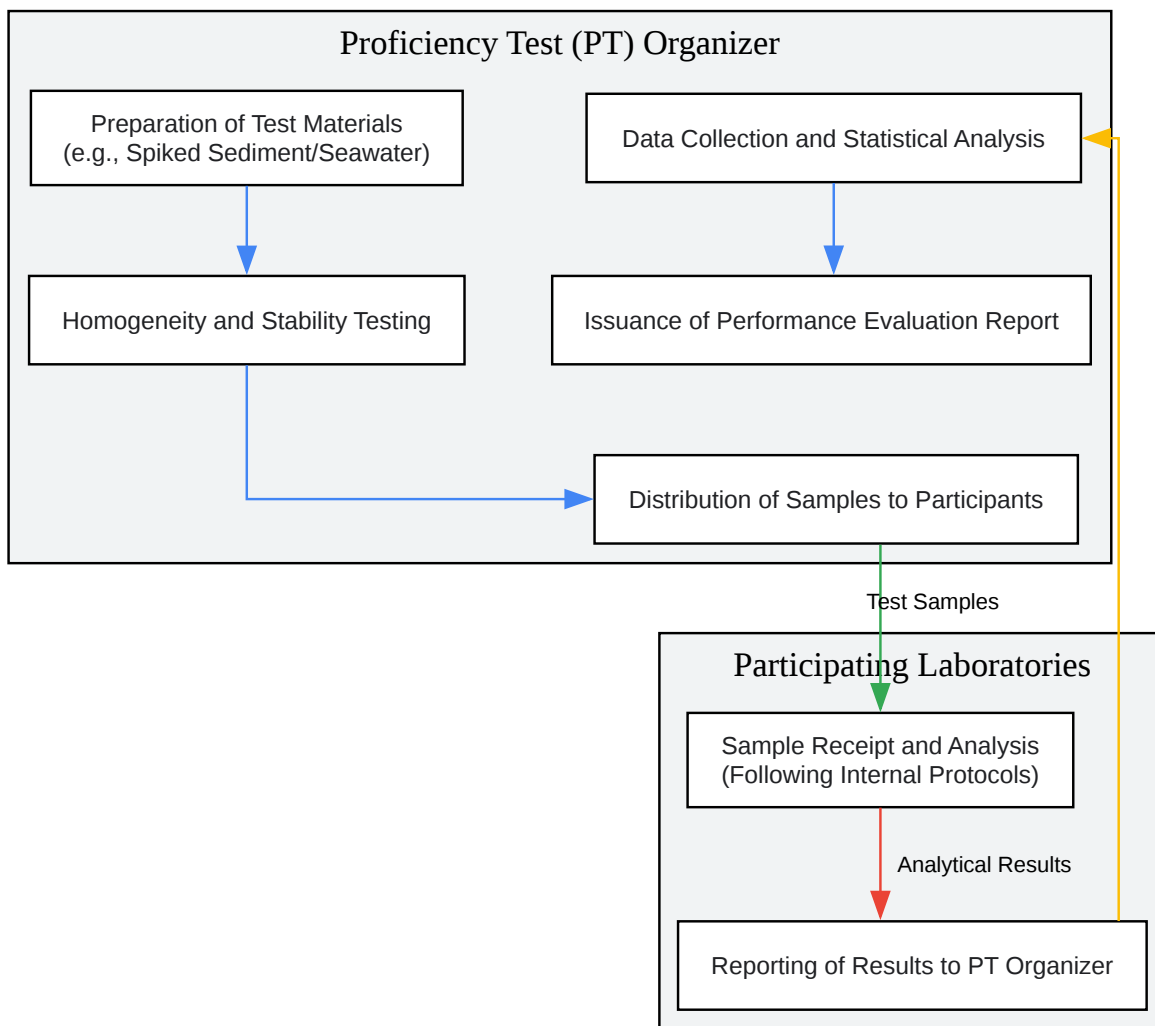 Proficiency Test (PT) Organizer
Preparation of Test Materials
(e.g., Spiked Sediment/Seawater)
Data Collection and Statistical Analysis
Homogeneity and Stability Testing
Issuance of Performance Evaluation Report
Distribution of Samples to Participants
Test Samples
Participating Laboratories
Sample Receipt and Analysis
(Following Internal Protocols)
Analytical Results
Reporting of Results to PT Organizer